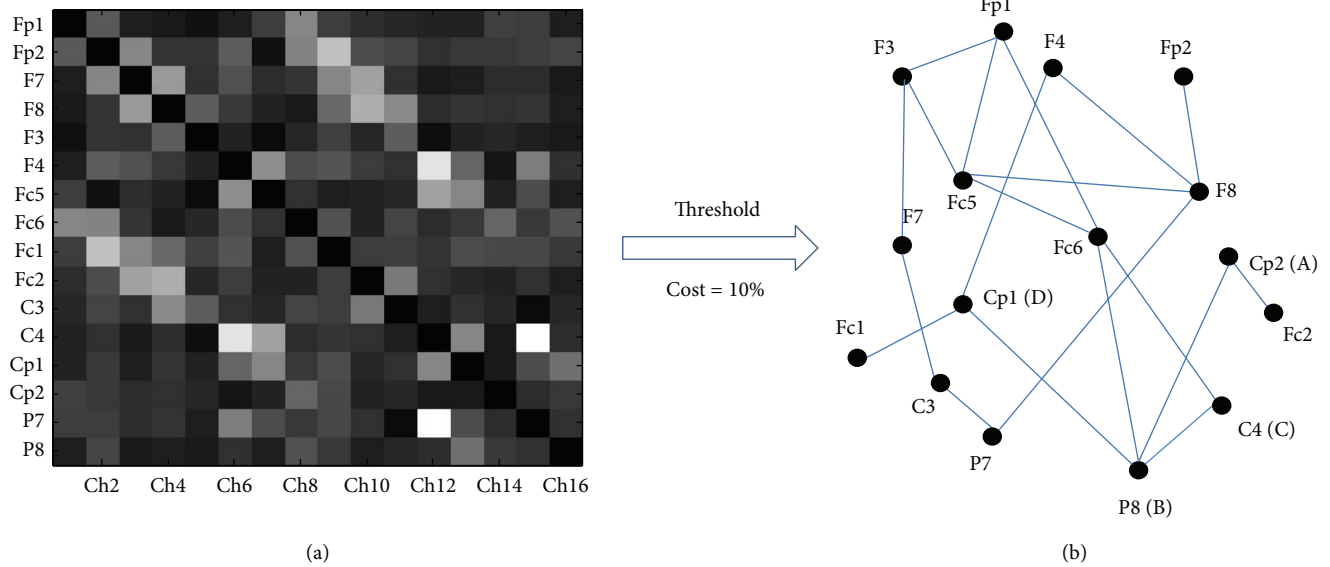 Fp1
Fp2
F7
F8
F3
F4
Fc5
Fc6
Fc1
Fc2
C3
C4
Cp1
Cp2
P7
P8
Ch2 Ch4 Ch6 Ch8 Ch10 Ch12 Ch14 Ch16
(a)
Threshold
Cost = 10%
Fp1
F3
F4
Fp2
Fc5
F8
F7
Fc6
Cp2 (A)
Cp1 (D)
Fc1
Fc2
C3
C4 (C)
P7
P8 (B)
(b)